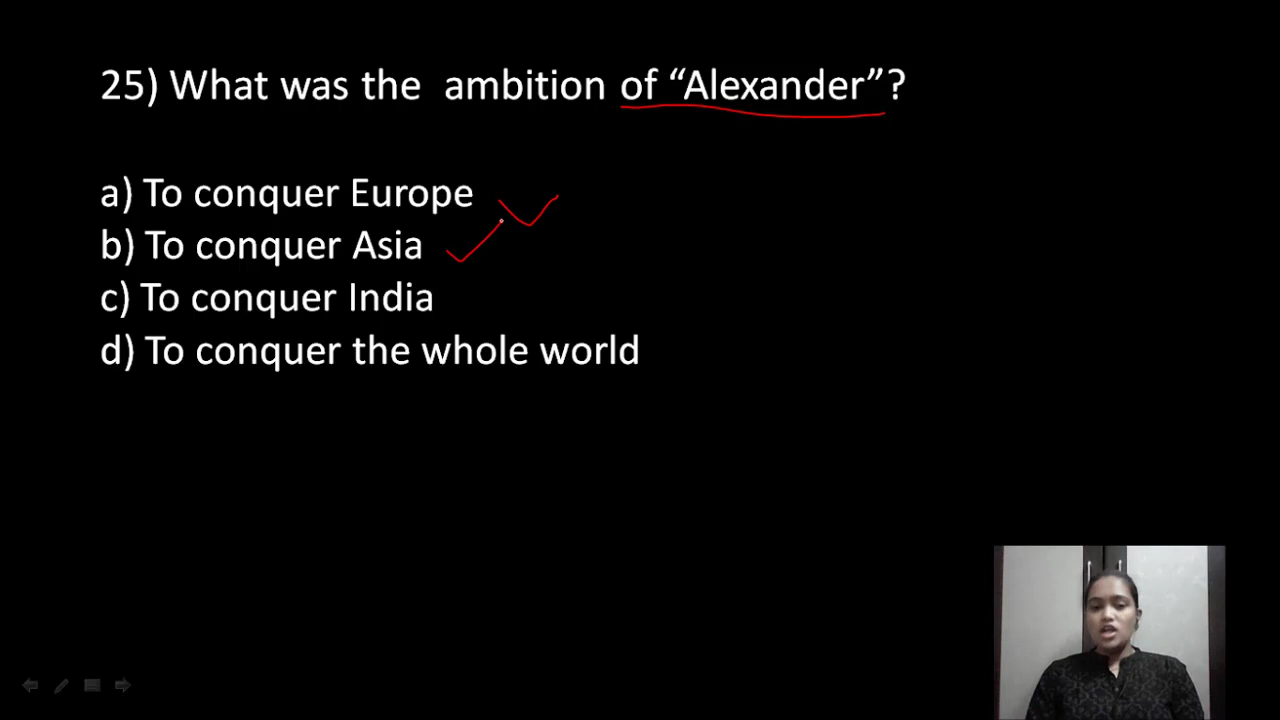 25) What was the ambition of “Alexander”?
a) To conquer Europe
b) To conquer Asia
c) To conquer India
d) To conquer the whole world